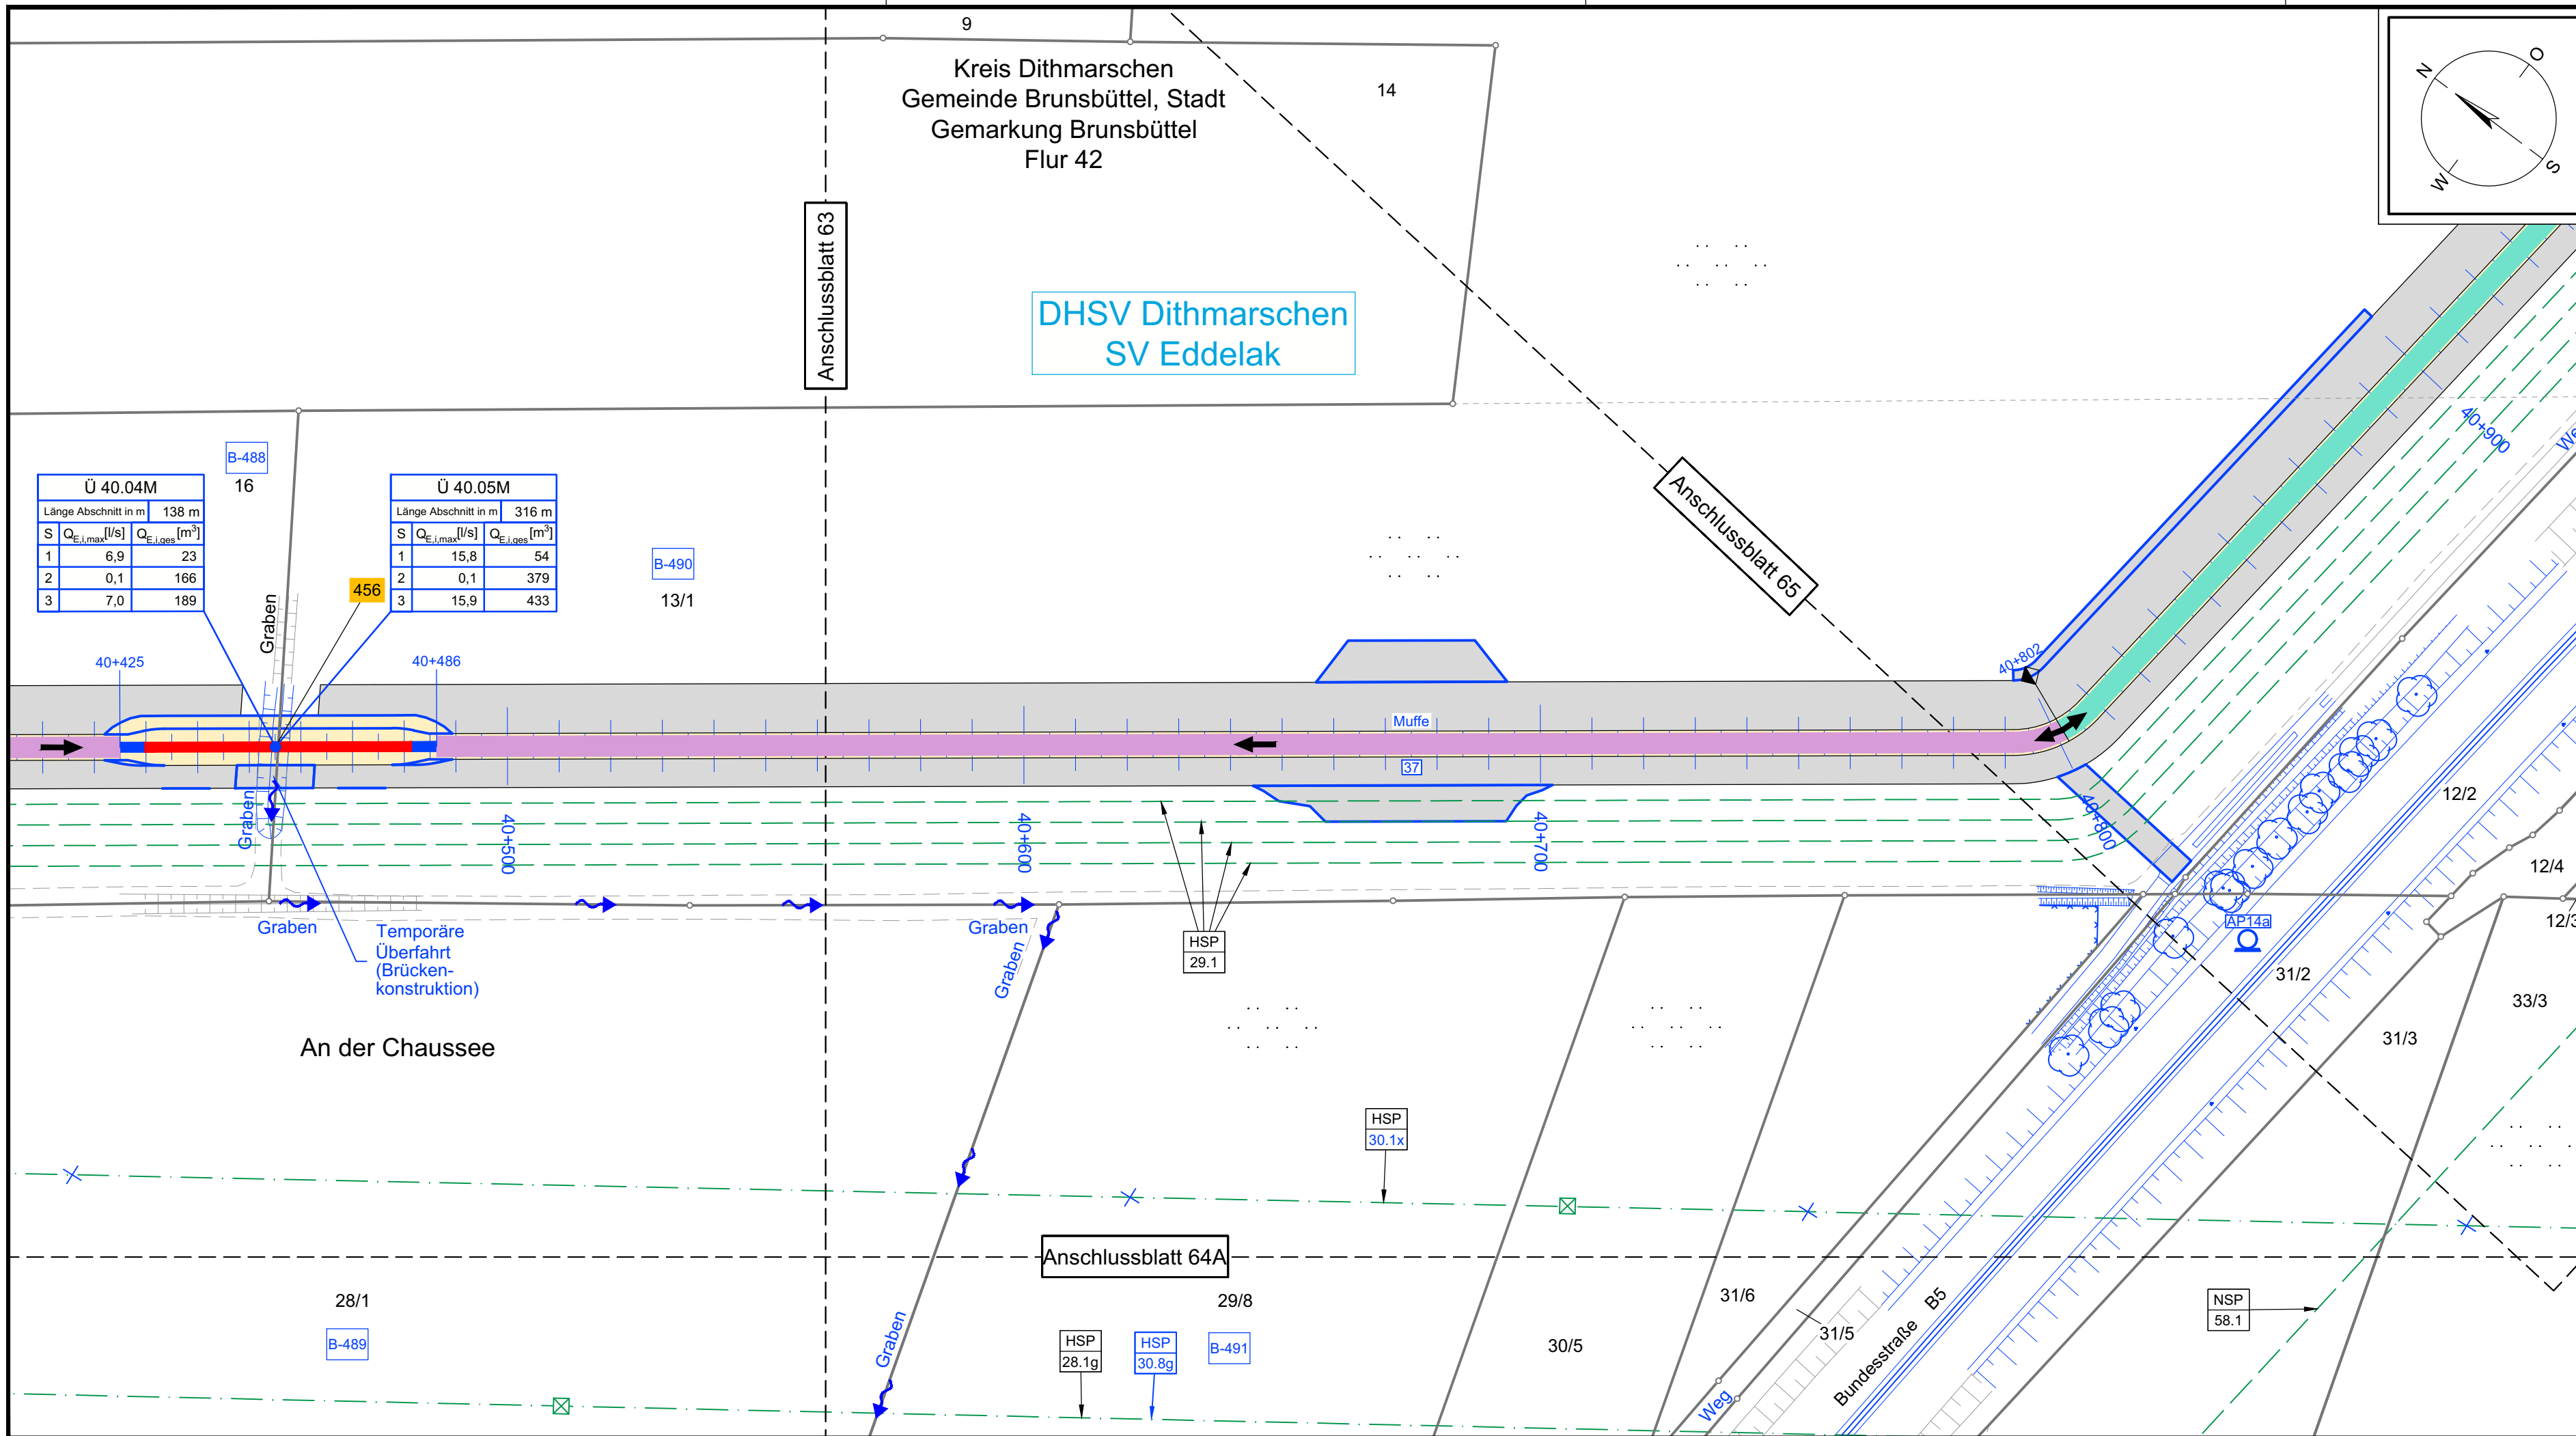 9
Kreis Dithmarschen
Gemeinde Brunsbüttel, Stadt
Gemarkung Brunsbüttel
Flur 42
14
N
O
S
W
Anschlussblatt 63
DHSV Dithmarschen
SV Eddelak
B-488
16
Ü 40.04M
Länge Abschnitt in m 138 m
S Q E,i,max [l/s] Q E,i,ges [m³]
1 6,9 23
2 0,1 166
3 7,0 189
Ü 40.05M
Länge Abschnitt in m 316 m
S Q E,i,max [l/s] Q E,i,ges [m³]
1 15,8 54
2 0,1 379
3 15,9 433
456
B-490
13/1
Anschlussblatt 65
40+900
Graben
40+425
40+486
40+802
Muffe
37
Graben
40+500
40+600
40+700
40+800
12/2
12/4
AP14a
Graben
Temporäre
Überfahrt
(Brücken-
konstruktion)
Graben
Graben
HSP
29.1
31/2
33/3
31/3
An der Chaussee
HSP
30.1x
Anschlussblatt 64A
28/1
29/8
31/6
B5
Bundesstraße
NSP
58.1
31/5
B-489
Graben
HSP
28.1g
HSP
30.8g
B-491
30/5
Weg